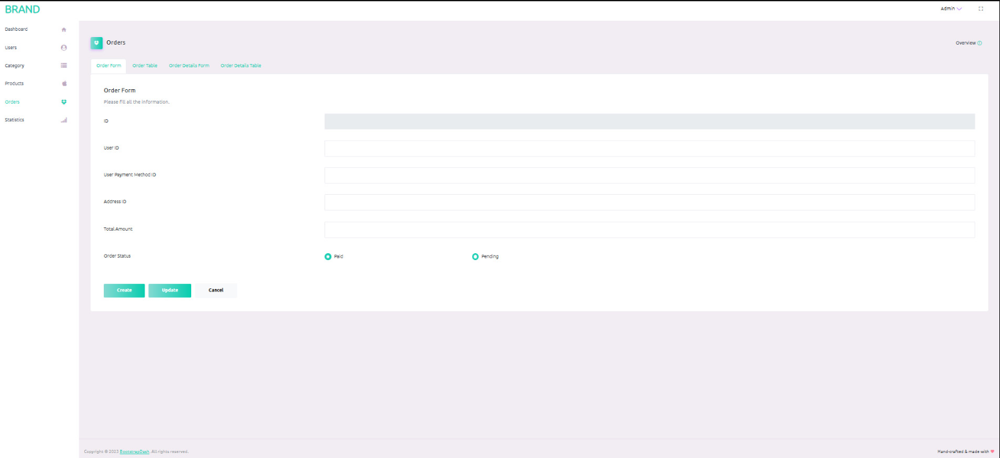 BRAND
Admin
Dashboard
Users
Category
Products
Orders
Statistics
Orders
Overview
Order Form
Order Table
Order Details Form
Order Details Table
Order Form
Please fill all the information.
ID
User ID
User Payment Method ID
Address ID
Total Amount
Order Status
Paid
Pending
Create
Update
Cancel
Copyright © 2023 BootstrapDash. All rights reserved.
Hand-crafted & made with